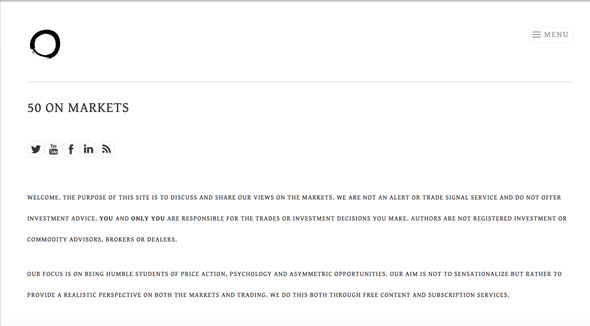 MENU
50 ON MARKETS
You
Tube
f
in
WELCOME. THE PURPOSE OF THIS SITE IS TO DISCUSS AND SHARE OUR VIEWS ON THE MARKETS. WE ARE NOT AN ALERT OR TRADE SIGNAL SERVICE AND DO NOT OFFER
INVESTMENT ADVICE. YOU AND ONLY YOU ARE RESPONSIBLE FOR THE TRADES OR INVESTMENT DECISIONS YOU MAKE. AUTHORS ARE NOT REGISTERED INVESTMENT OR
COMMODITY ADVISORS, BROKERS OR DEALERS.
OUR FOCUS IS ON BEING HUMBLE STUDENTS OF PRICE ACTION, PSYCHOLOGY AND ASYMMETRIC OPPORTUNITIES. OUR AIM IS NOT TO SENSATIONALIZE BUT RATHER TO
PROVIDE A REALISTIC PERSPECTIVE ON BOTH THE MARKETS AND TRADING. WE DO THIS BOTH THROUGH FREE CONTENT AND SUBSCRIPTION SERVICES.